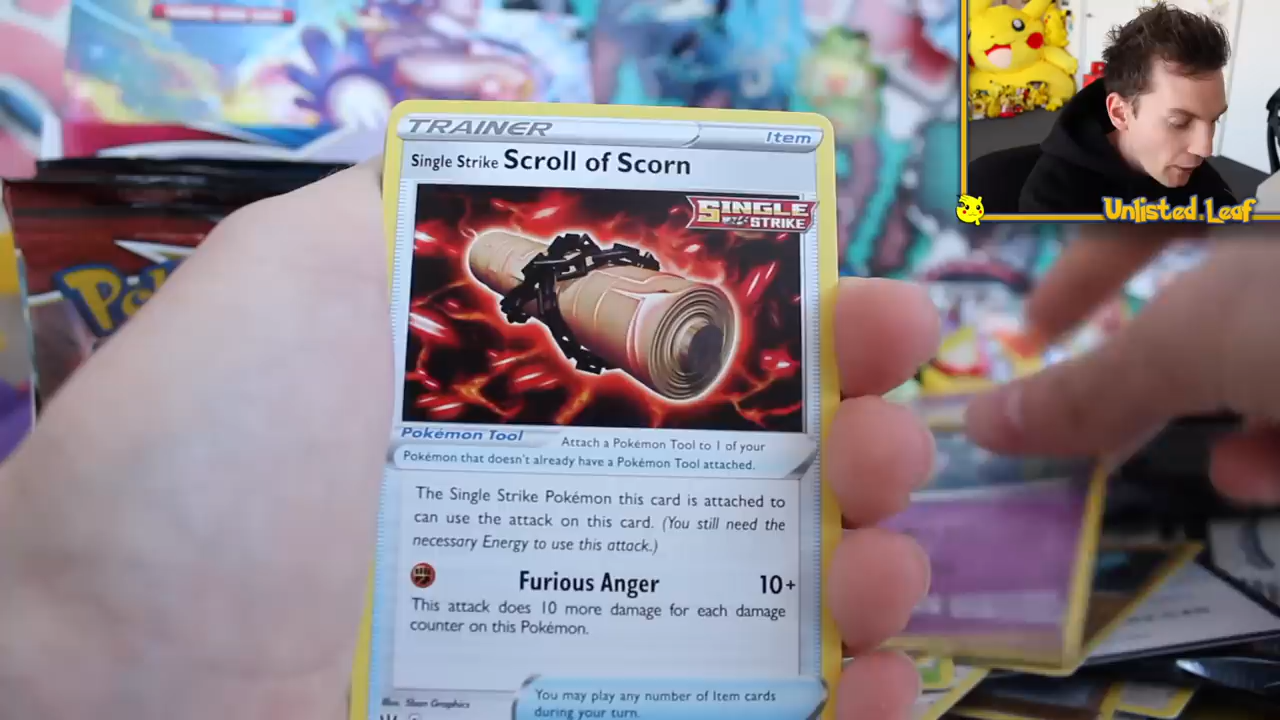 TRAINER
Item
Single Strike Scroll of Scorn
SINGLE
STRIKE
Pokémon Tool
Attach a Pokémon Tool to 1 of your
Pokémon that doesn't already have a Pokémon Tool attached.
The Single Strike Pokémon this card is attached to
can use the attack on this card. (You still need the
necessary Energy to use this attack.)
Furious Anger 10+
This attack does 10 more damage for each damage
counter on this Pokémon.
Illus. Sban Graphics
You may play any number of Item cards
during your turn.
Unlisted Leaf